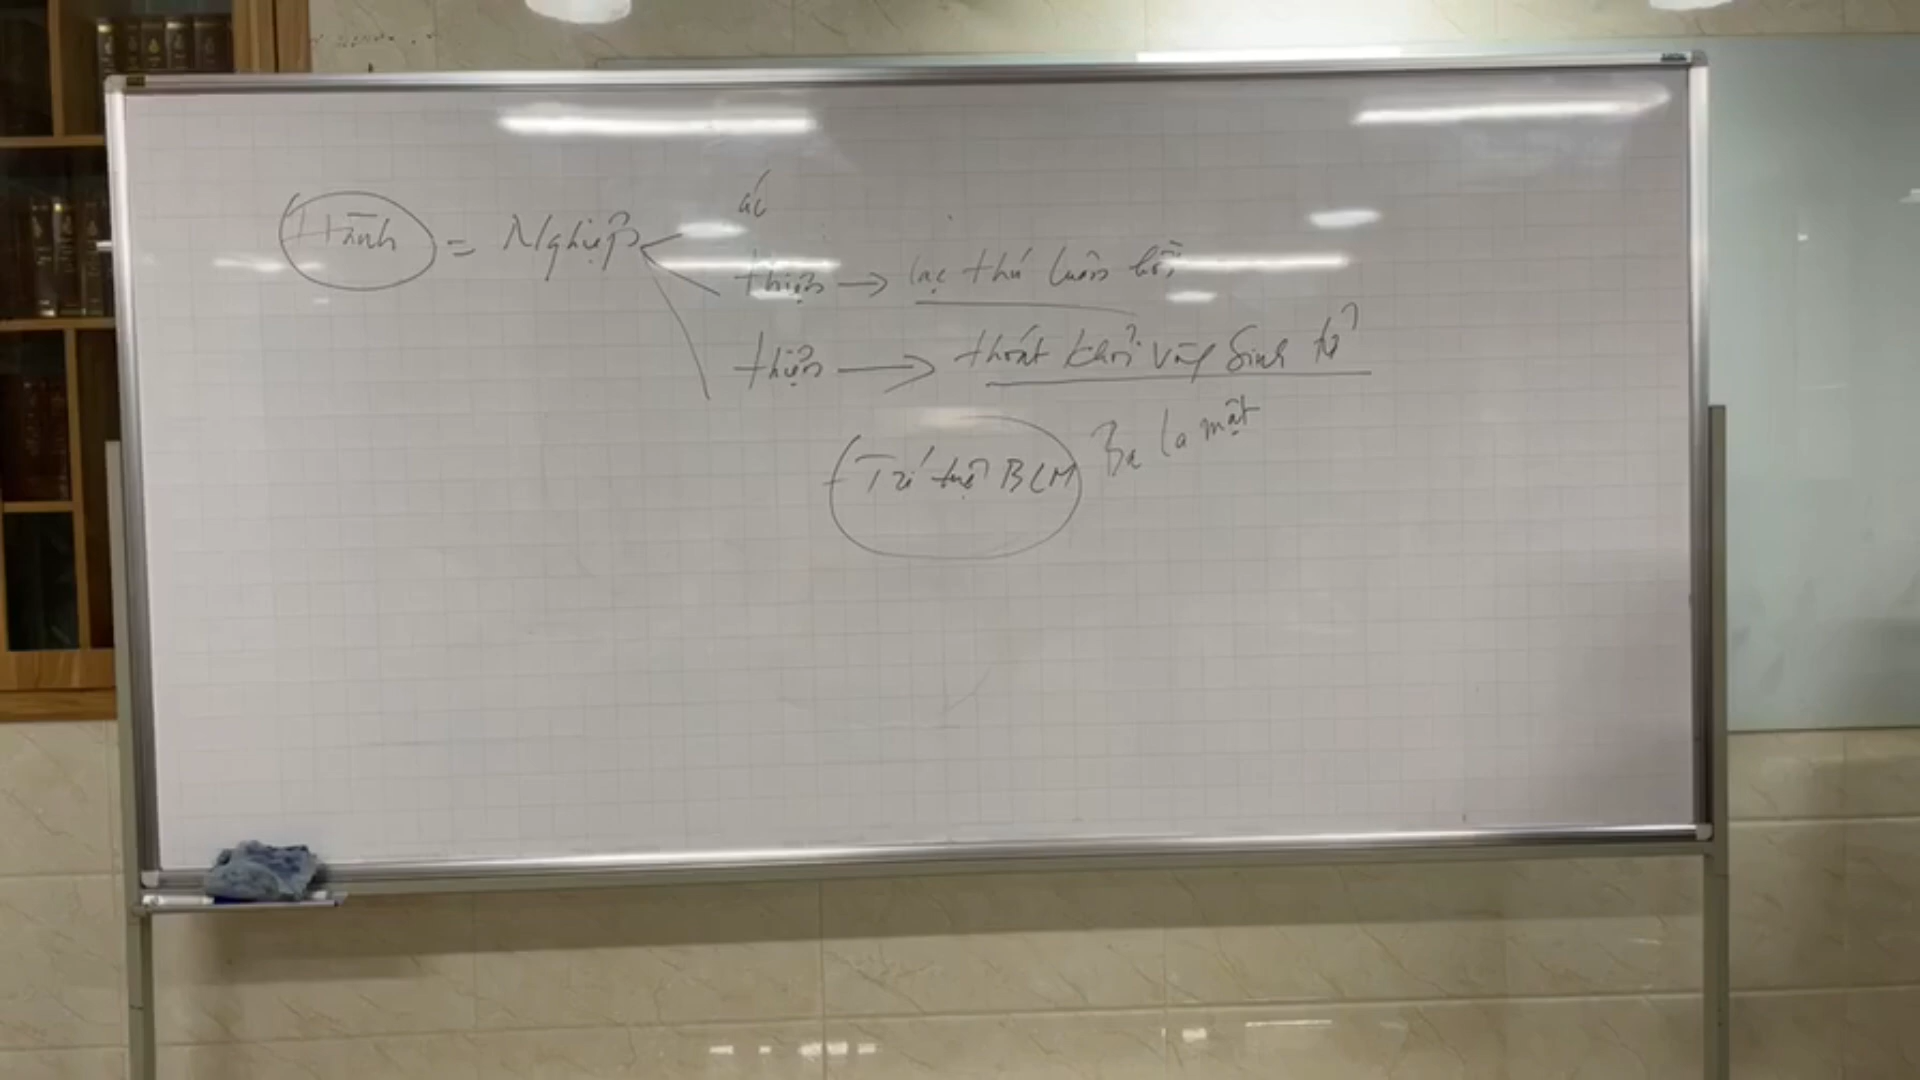 ác
Hành = Nghiệp
thiện → lạc thú luân hồi
thiện → thoát khỏi vòng sinh tử
Trí tuệ BLM Ba la mật